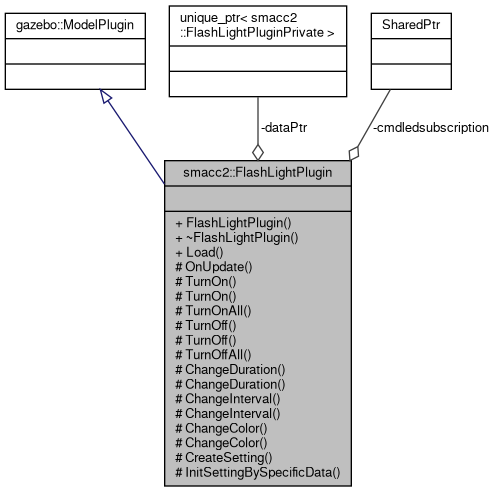 gazebo::ModelPlugin
unique_ptr< smacc2
::FlashLightPluginPrivate >
SharedPtr
-dataPtr
-cmdledsubscription
smacc2::FlashLightPlugin
+ FlashLightPlugin()
+ ~FlashLightPlugin()
+ Load()
# OnUpdate()
# TurnOn()
# TurnOn()
# TurnOnAll()
# TurnOff()
# TurnOff()
# TurnOffAll()
# ChangeDuration()
# ChangeDuration()
# ChangeInterval()
# ChangeInterval()
# ChangeColor()
# ChangeColor()
# CreateSetting()
# InitSettingBySpecificData()